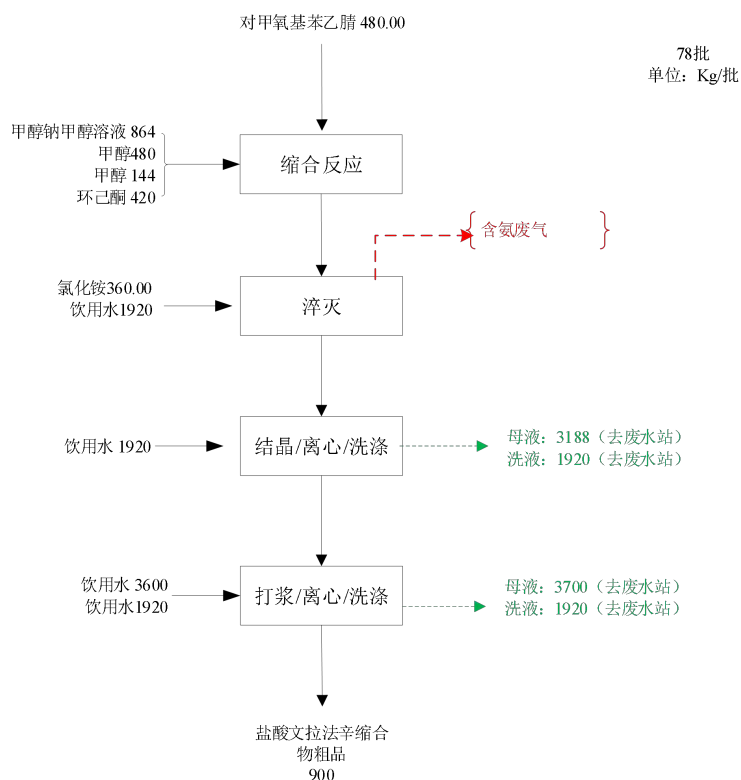 对甲氧基苯乙腈 480.00
78批
单位：Kg/批
甲醇钠甲醇溶液 864
甲醇480
甲醇 144
环己酮 420
缩合反应
含氨废气
氯化铵360.00
饮用水1920
淬灭
饮用水 1920
结晶/离心/洗涤
母液：3188（去废水站）
洗液：1920（去废水站）
饮用水 3600
饮用水1920
打浆/离心/洗涤
母液：3700（去废水站）
洗液：1920（去废水站）
盐酸文拉法辛缩合
物粗品
900